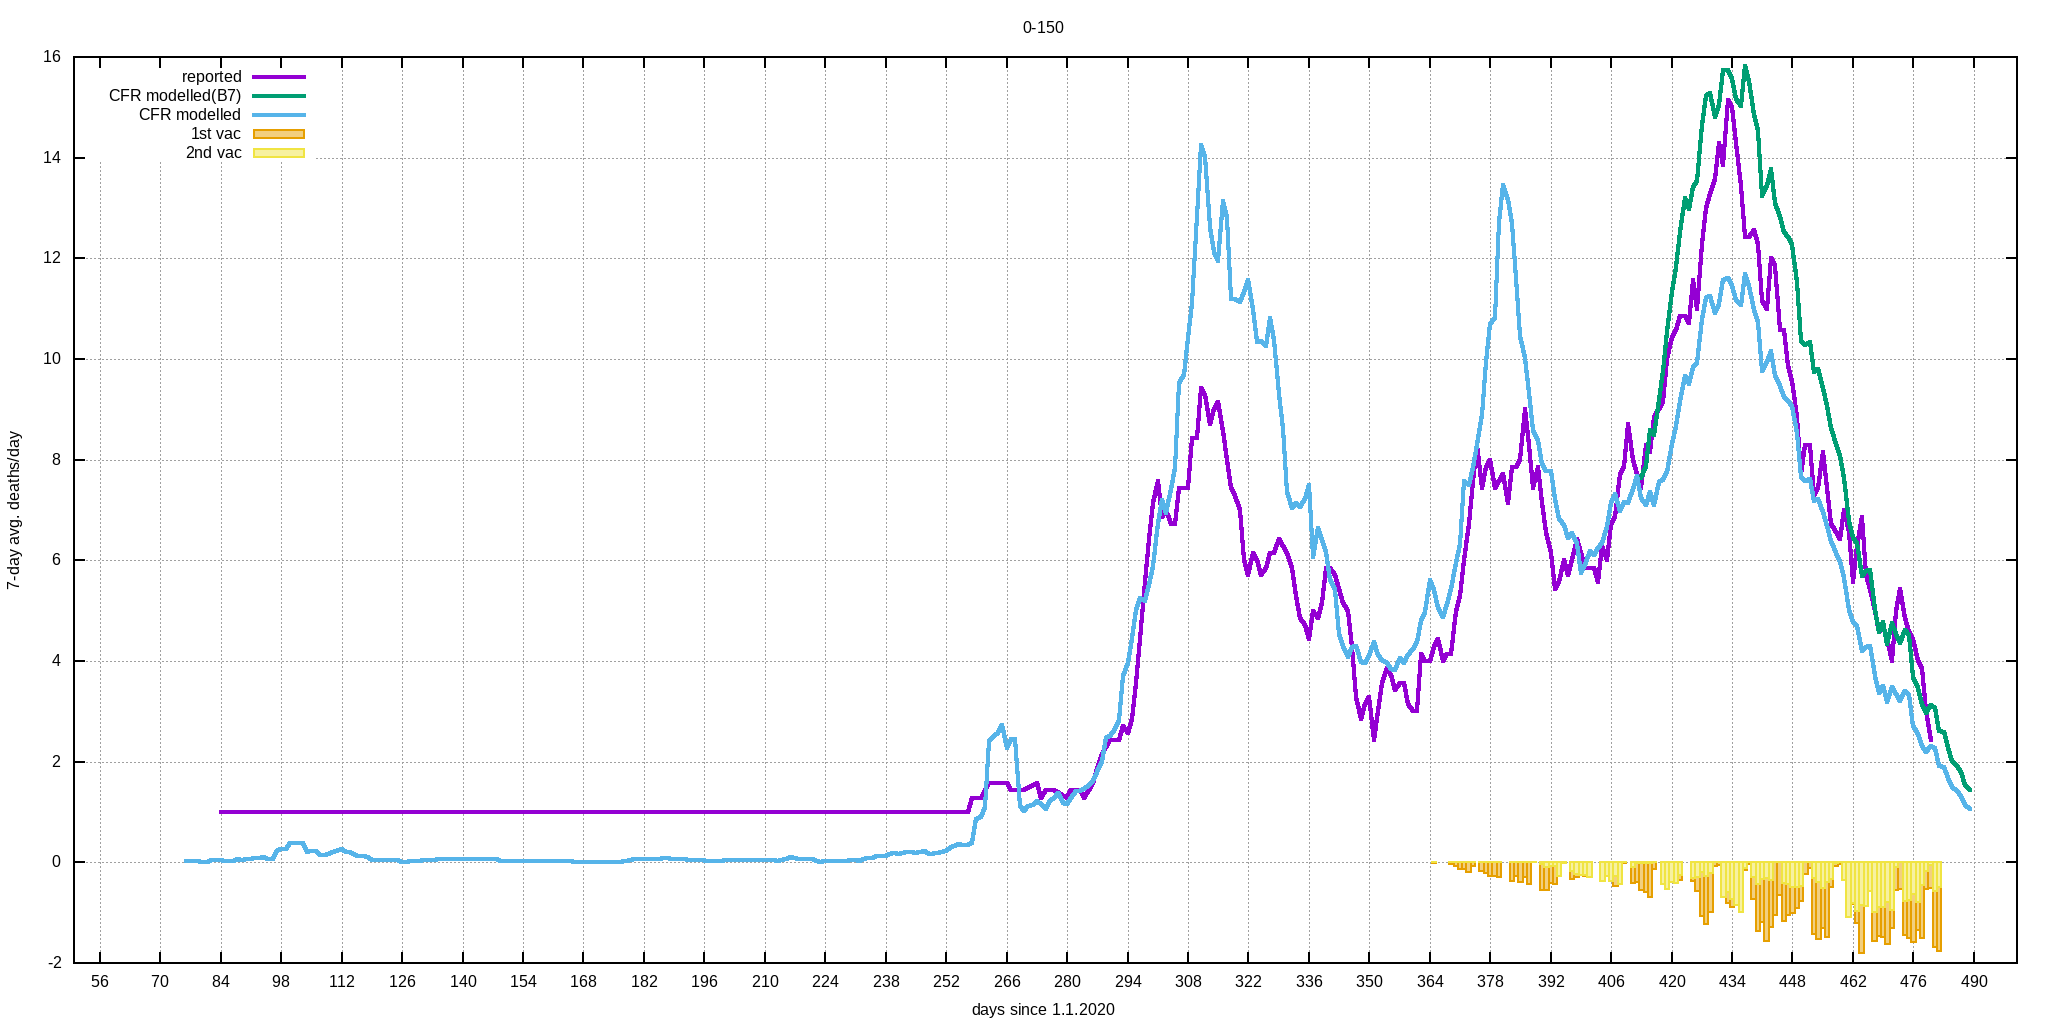 0-150
16
14
12
10
8
6
4
2
0
-2
7-day avg. deaths/day
reported
CFR modelled(B7)
CFR modelled
1st vac
2nd vac
56 70 84 98 112 126 140 154 168 182 196 210 224 238 252 266 280 294 308 322 336 350 364 378 392 406 420 434 448 462 476 490
days since 1.1.2020